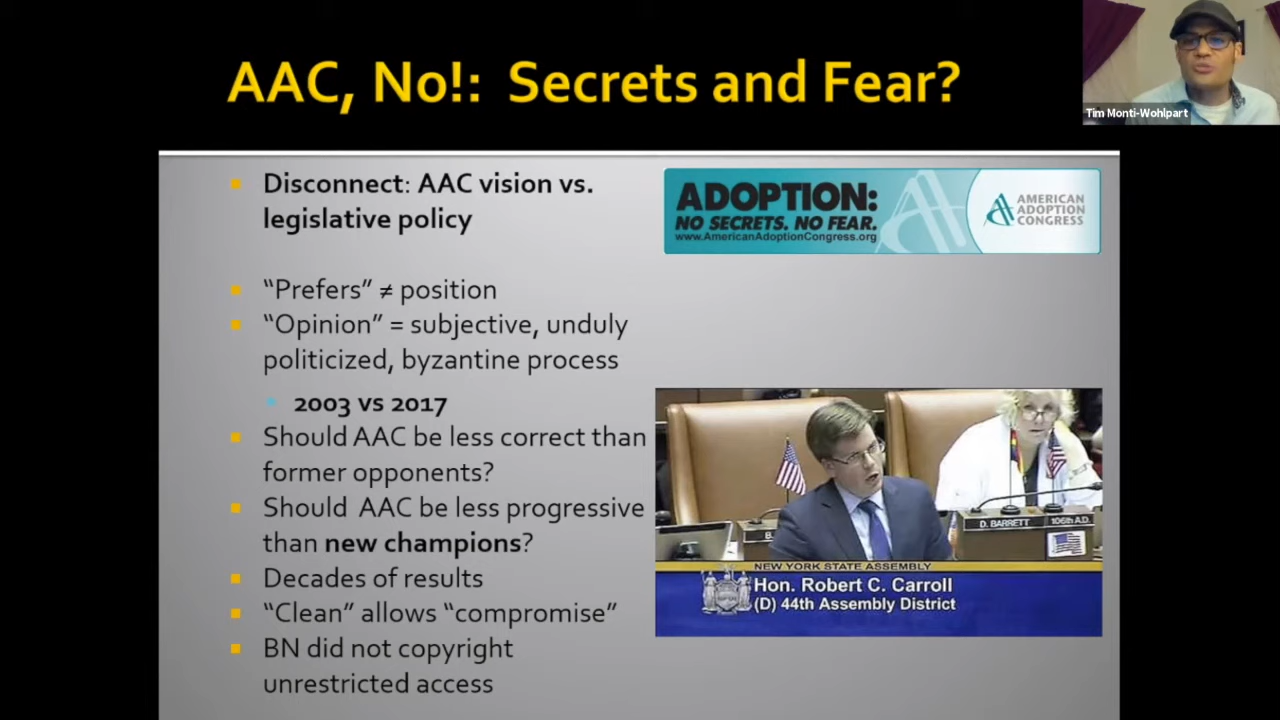 AAC, No!: Secrets and Fear?
Tim Monti-Wohlpart
Disconnect: AAC vision vs.
legislative policy
"Prefers" ≠ position
"Opinion" = subjective, unduly
politicized, byzantine process
2003 vs 2017
Should AAC be less correct than
former opponents?
Should AAC be less progressive
than new champions?
Decades of results
"Clean" allows "compromise"
BN did not copyright
unrestricted access
ADOPTION:
NO SECRETS. NO FEAR.
www.AmericanAdoptionCongress.org
AMERICAN
ADOPTION
CONGRESS
D. BARRETT
106th A.D.
NEW YORK STATE ASSEMBLY
Hon. Robert C. Carroll
(D) 44th Assembly District